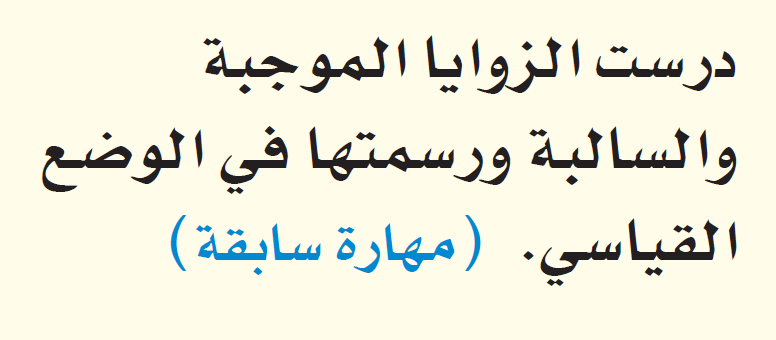 درست الزوايا الموجبة
والسالبة ورسمتها في الوضع
القياسي. (مهارة سابقة)